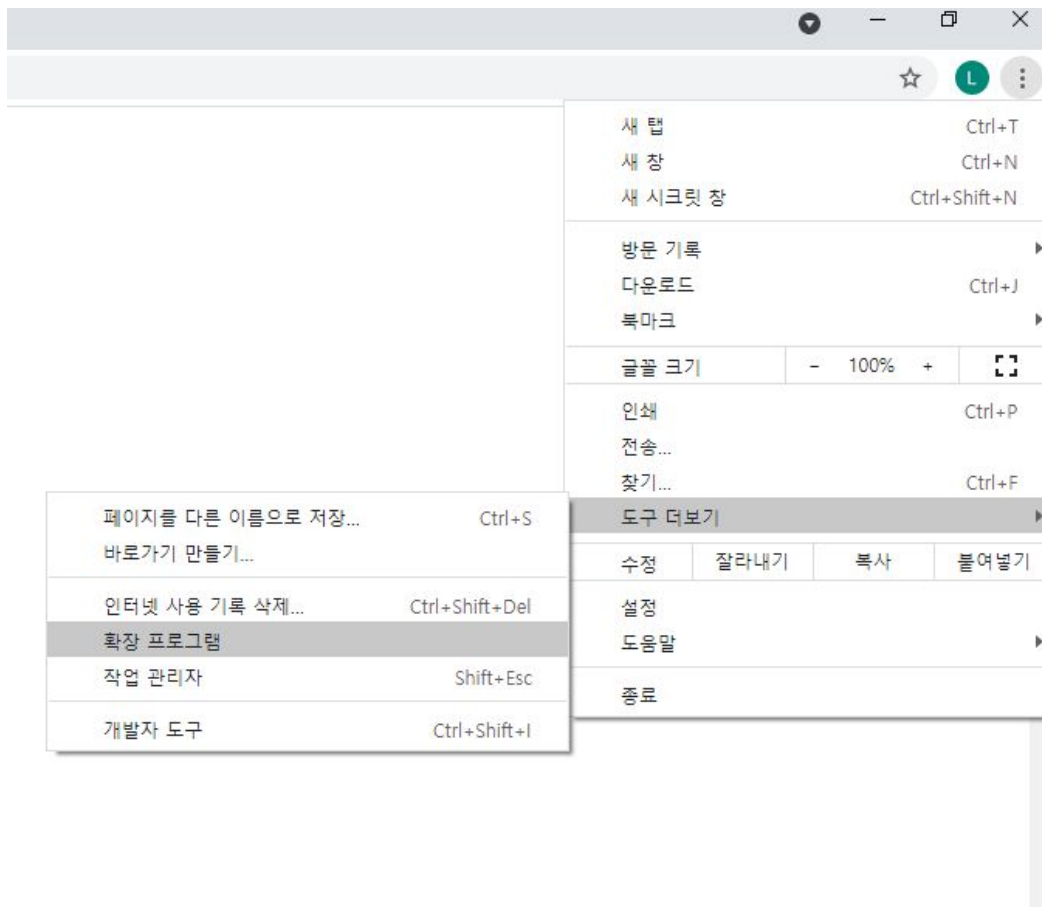 L
새 탭 Ctrl+T
새 창 Ctrl+N
새 시크릿 창 Ctrl+Shift+N
방문 기록
다운로드 Ctrl+J
북마크
글꼴 크기 - 100% +
인쇄 Ctrl+P
전송...
찾기... Ctrl+F
도구 더보기
수정 잘라내기 복사 붙여넣기
설정
도움말
종료
페이지를 다른 이름으로 저장... Ctrl+S
바로가기 만들기...
인터넷 사용 기록 삭제... Ctrl+Shift+Del
확장 프로그램
작업 관리자 Shift+Esc
개발자 도구 Ctrl+Shift+I